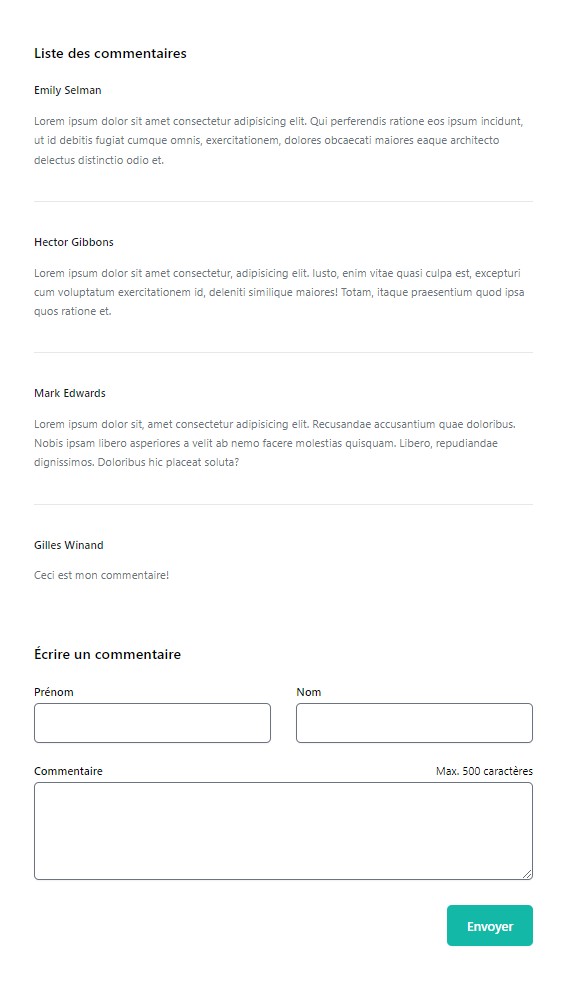 Liste des commentaires
Emily Selman
Lorem ipsum dolor sit amet consectetur adipisicing elit. Qui perferendis ratione eos ipsum incidunt,
ut id debitis fugiat cumque omnis, exercitationem, dolores obcaecati maiores eaque architecto
delectus distinctio odio et.
Hector Gibbons
Lorem ipsum dolor sit amet consectetur, adipisicing elit. Iusto, enim vitae quasi culpa est, excepturi
cum voluptatum exercitationem id, deleniti similique maiores! Totam, itaque praesentium quod ipsa
quos ratione et.
Mark Edwards
Lorem ipsum dolor sit, amet consectetur adipisicing elit. Recusandae accusantium quae doloribus.
Nobis ipsam libero asperiores a velit ab nemo facere molestias quisquam. Libero, repudiandae
dignissimos. Doloribus hic placeat soluta?
Gilles Winand
Ceci est mon commentaire!
Écrire un commentaire
Prénom Nom
Commentaire Max. 500 caractères
Envoyer